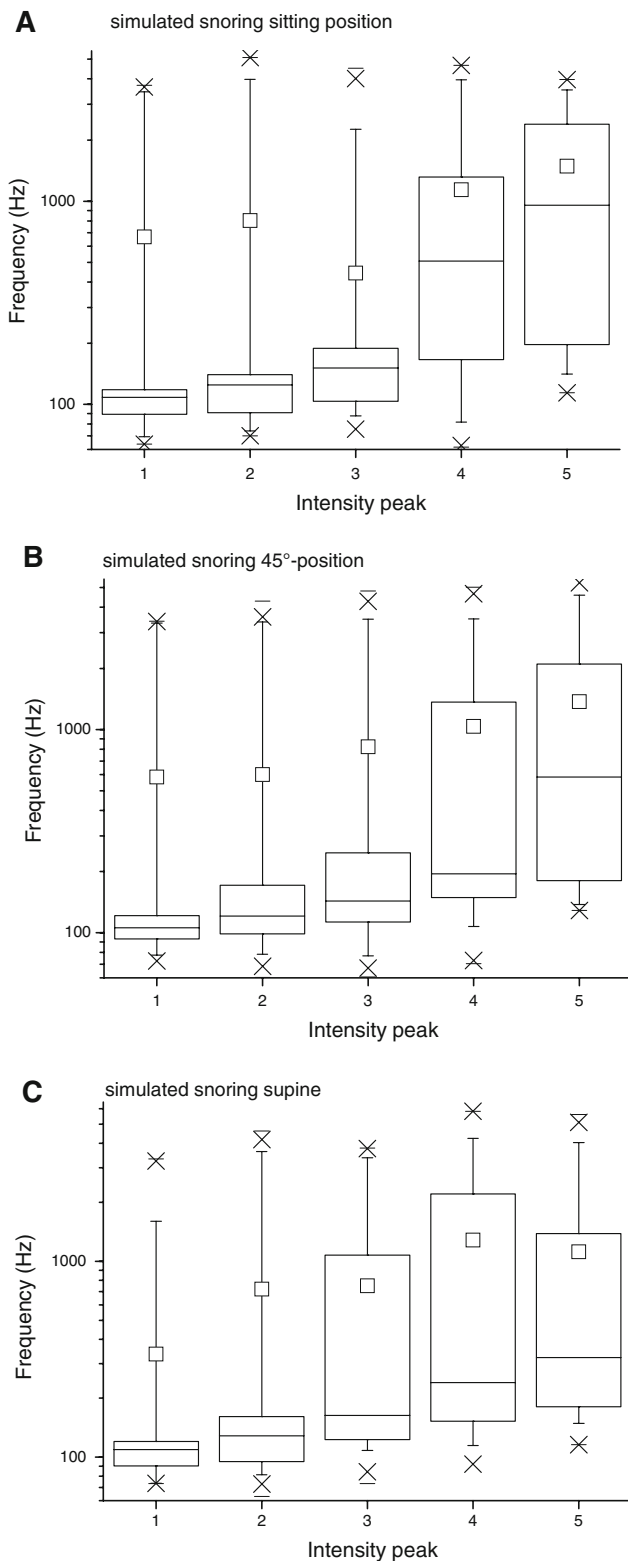 A simulated snoring sitting position
Frequency (Hz)
1000
100
1 2 3 4 5
Intensity peak
B simulated snoring 45°-position
Frequency (Hz)
1000
100
1 2 3 4 5
Intensity peak
C simulated snoring supine
Frequency (Hz)
1000
100
1 2 3 4 5
Intensity peak